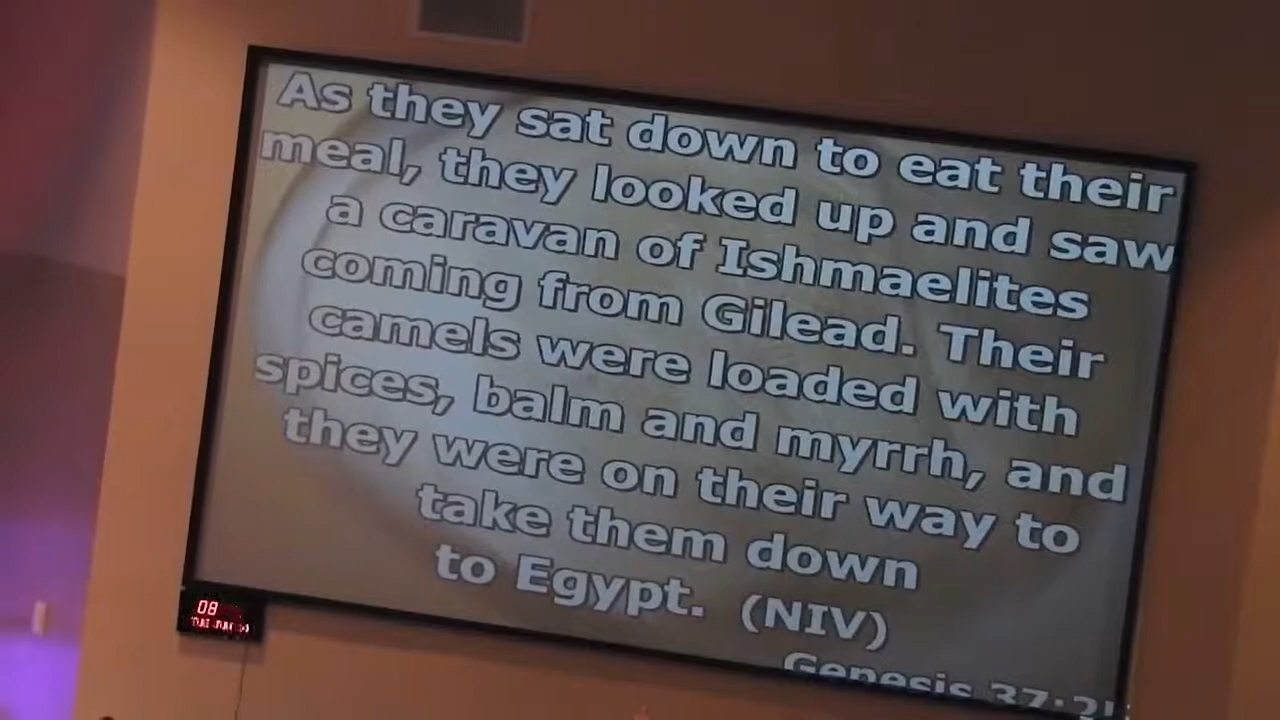 As they sat down to eat their
meal, they looked up and saw
a caravan of Ishmaelites
coming from Gilead. Their
camels were loaded with
spices, balm and myrrh, and
they were on their way to
take them down
to Egypt. (NIV)
Genesis
08